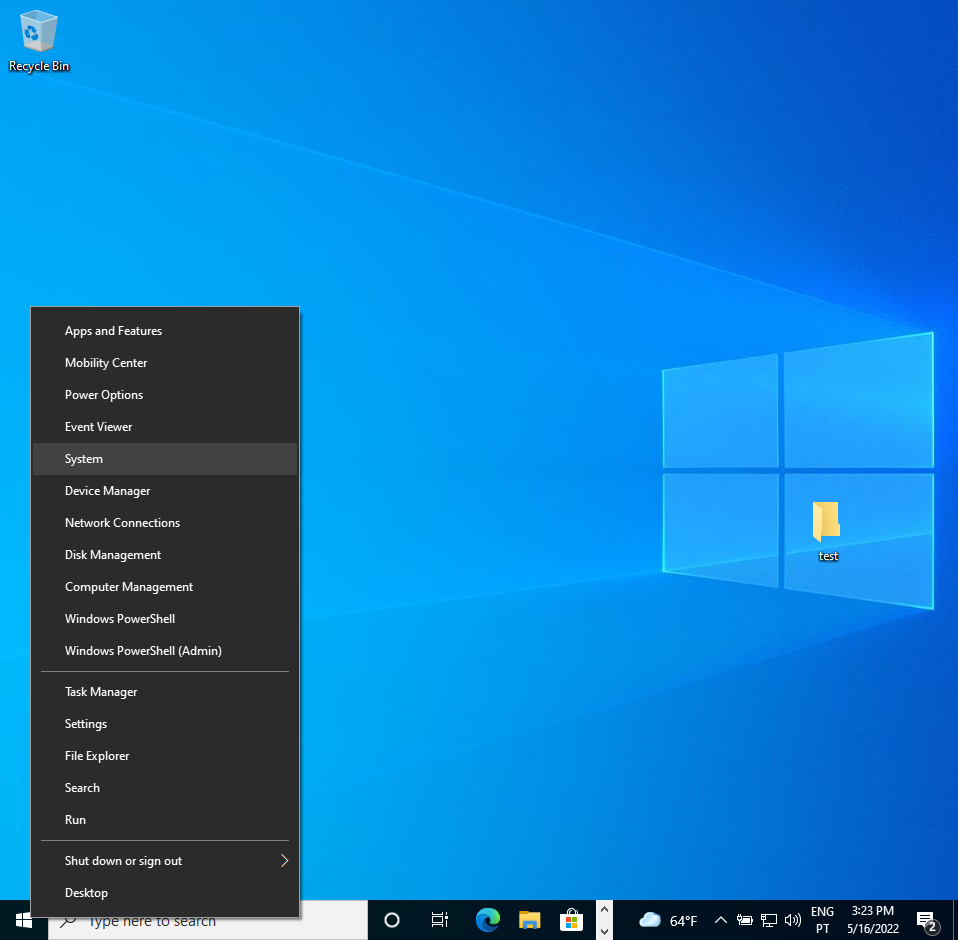 Recycle Bin
Apps and Features
Mobility Center
Power Options
Event Viewer
System
Device Manager
Network Connections
Disk Management
Computer Management
Windows PowerShell
Windows PowerShell (Admin)
Task Manager
Settings
File Explorer
Search
Run
Shut down or sign out
Desktop
test
Type here to search
64°F
ENG
PT
3:23 PM
5/16/2022
2